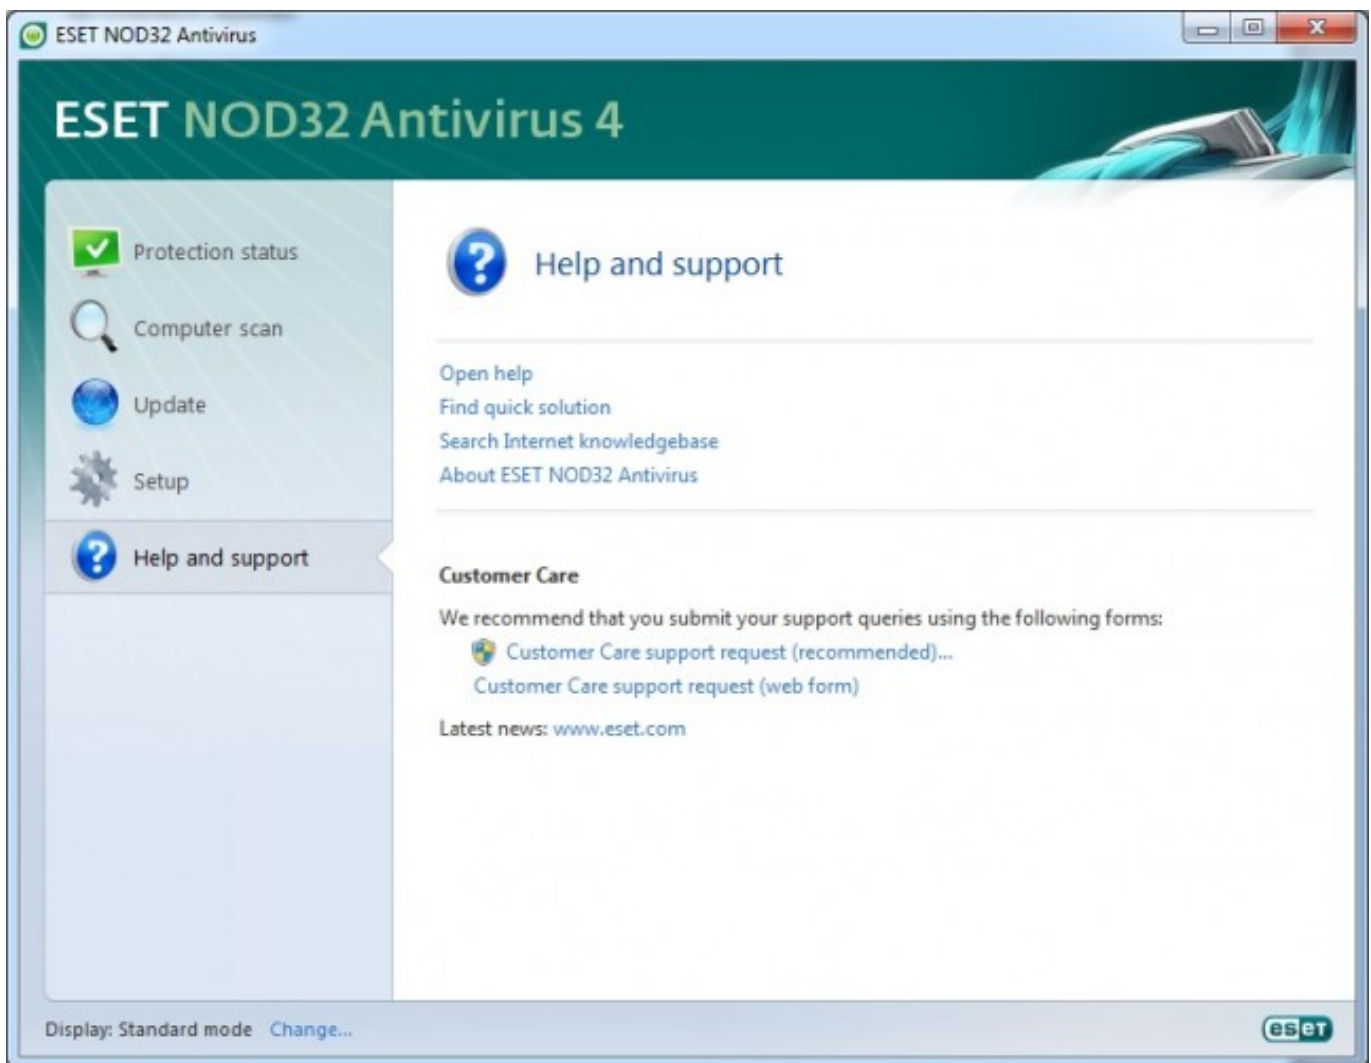 ESET NOD32 Antivirus
ESET NOD32 Antivirus 4
Protection status
Computer scan
Update
Setup
Help and support
Help and support
Open help
Find quick solution
Search Internet knowledgebase
About ESET NOD32 Antivirus
Customer Care
We recommend that you submit your support queries using the following forms:
Customer Care support request (recommended)...
Customer Care support request (web form)
Latest news: www.eset.com
Display: Standard mode Change...
eset